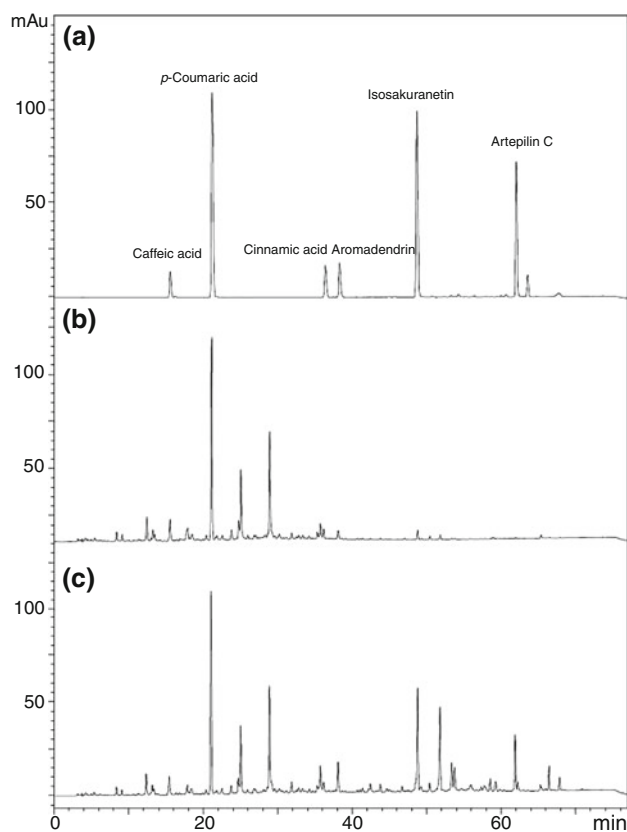 mAu
(a)
p-Coumaric acid
Isosakuranetin
100
Artepilin C
50
Caffeic acid
Cinnamic acid Aromadendrin
(b)
100
50
(c)
100
50
0
20
40
60
min